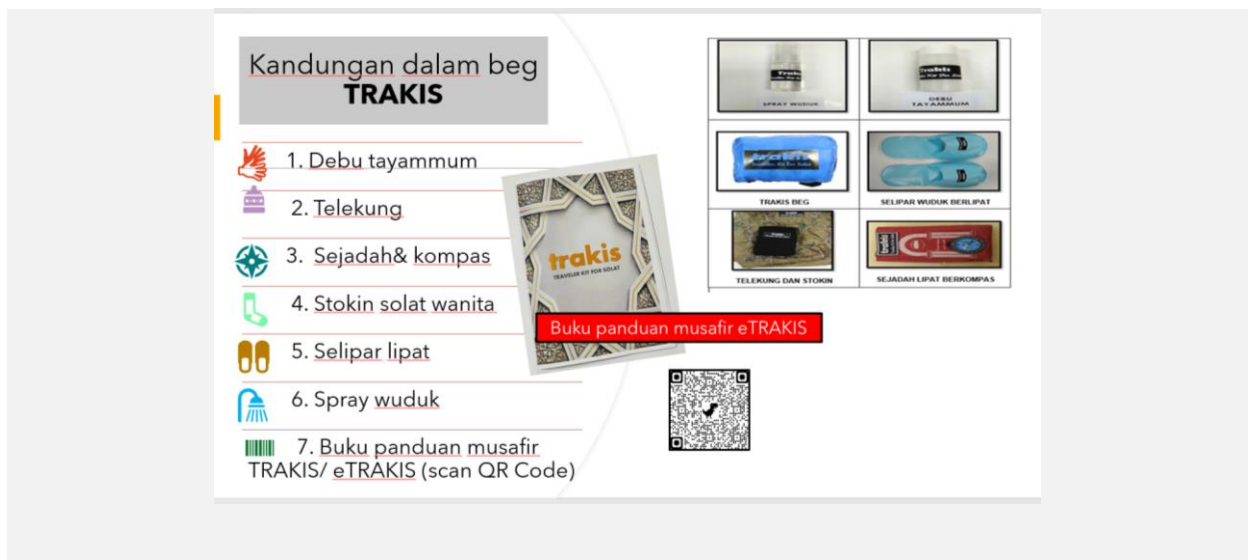 Kandungan dalam beg
TRAKIS
1. Debu tayammum
2. Telekung
3. Sejadah& kompas
4. Stokin solat wanita
5. Selipar lipat
6. Spray wuduk
7. Buku panduan musafir
TRAKIS/ eTRAKIS (scan QR Code)
trakis
TRAVELER KIT FOR SOLAT
Buku panduan musafir eTRAKIS
SPRAY WUDUK
DEBU
TAYAMMUM
TRAKIS BEG
SELIPAR WUDUK BERLIPAT
TELEKUNG DAN STOKIN
SEJADAH LIPAT BERKOMPAS